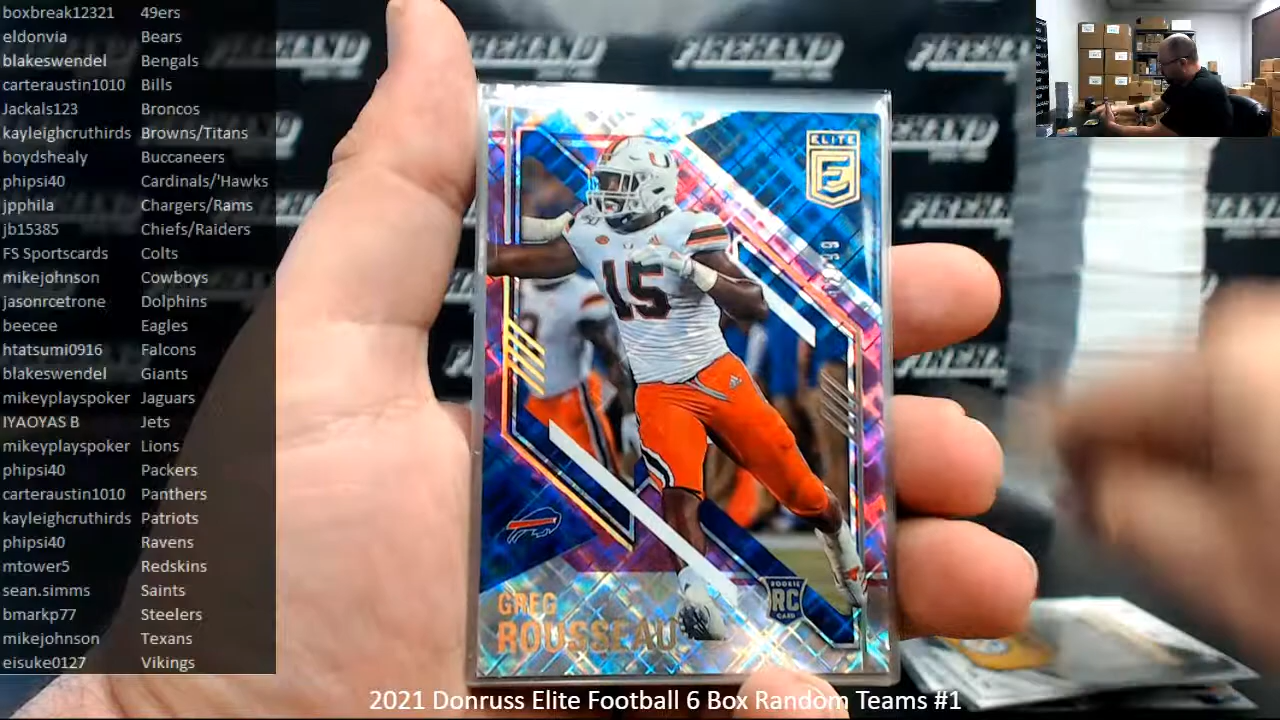 boxbreak12321 49ers
eldonvia Bears
blakeswendel Bengals
carteraustin1010 Bills
Jackals123 Broncos
kayleighcruthirds Browns/Titans
boydshealy Buccaneers
phipsi40 Cardinals/'Hawks
jpphila Chargers/Rams
jb15385 Chiefs/Raiders
FS Sportscards Colts
mikejohnson Cowboys
jasonrcetrone Dolphins
beecee Eagles
htatsumi0916 Falcons
blakeswendel Giants
mikeyplayspoker Jaguars
IYAOYAS B Jets
mikeyplayspoker Lions
phipsi40 Packers
carteraustin1010 Panthers
kayleighcruthirds Patriots
phipsi40 Ravens
mtower5 Redskins
sean.simms Saints
bmarkp77 Steelers
mikejohnson Texans
eisuke0127 Vikings
FIREHAND
ELITE
E
U
15
GREG
ROUSSEAU
ROOKIE
RC
CARD
2021 Donruss Elite Football 6 Box Random Teams #1